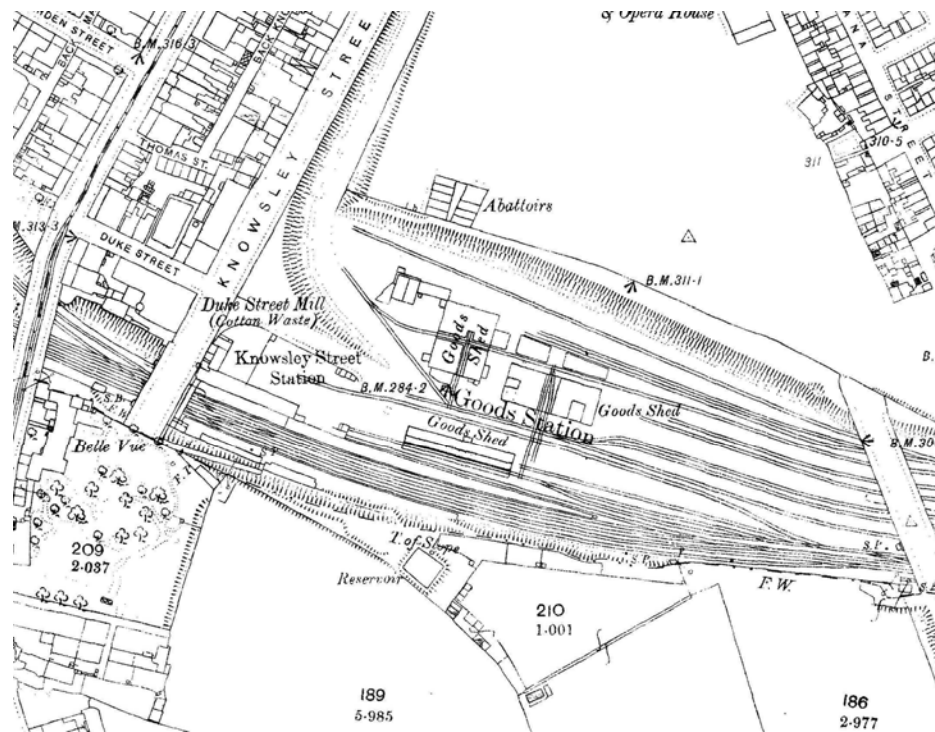 & Opera House
B.M. 316·3
STREET
BACK
KNOWSLEY STREET
THOMAS ST.
STREET
310·5
311
Abattoirs
M. 313·3
DUKE STREET
B.M. 311·1
Duke Street Mill
(Cotton Waste)
Goods Shed
Knowsley Street
Station
B.M. 284·2
Goods Station
Goods Shed
Goods Shed
S.B.
F.W.
Belle Vue
S.P.
B.M. 30
T. of Slope
S.P.
S.P.
Reservoir
F.W.
209
2·037
210
1·001
189
5·985
186
2·977